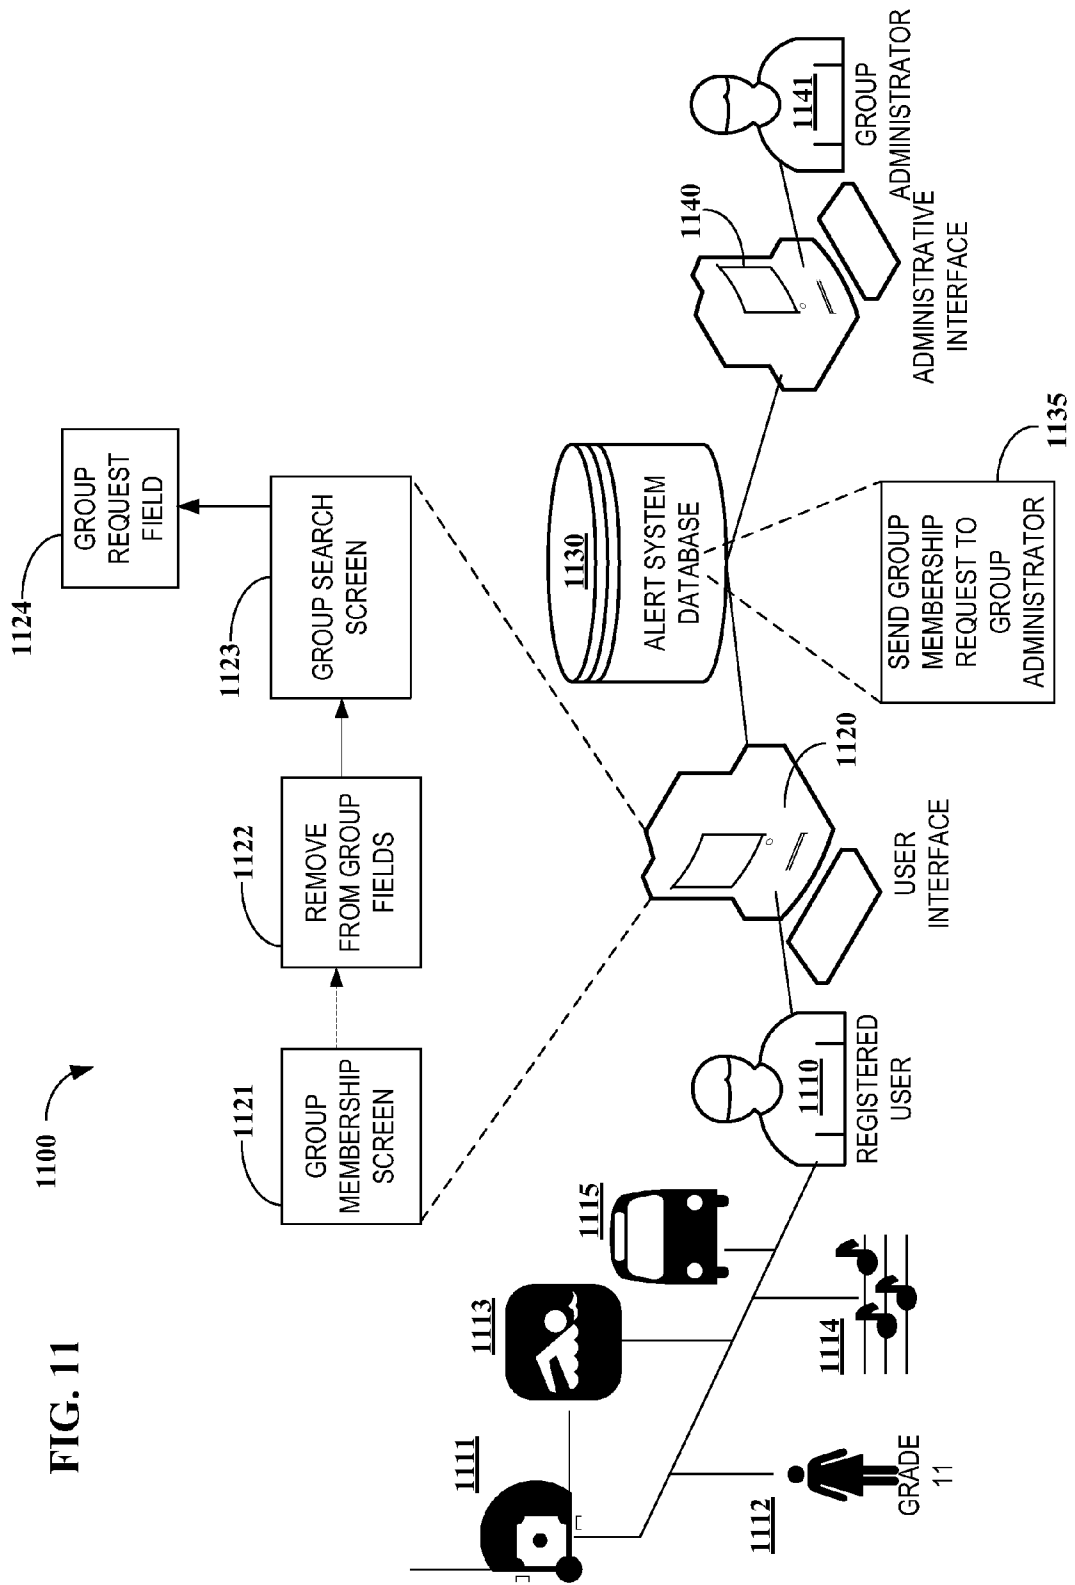 FIG. 11
1100
1121
GROUP
MEMBERSHIP
SCREEN
1122
REMOVE
FROM GROUP
FIELDS
1123
GROUP SEARCH
SCREEN
1124
GROUP
REQUEST
FIELD
1111
1112
GRADE
11
1113
1114
1115
1110
REGISTERED
USER
1120
USER
INTERFACE
1130
ALERT SYSTEM
DATABASE
1135
SEND GROUP
MEMBERSHIP
REQUEST TO
GROUP
ADMINISTRATOR
1140
ADMINISTRATIVE
INTERFACE
1141
GROUP
ADMINISTRATOR